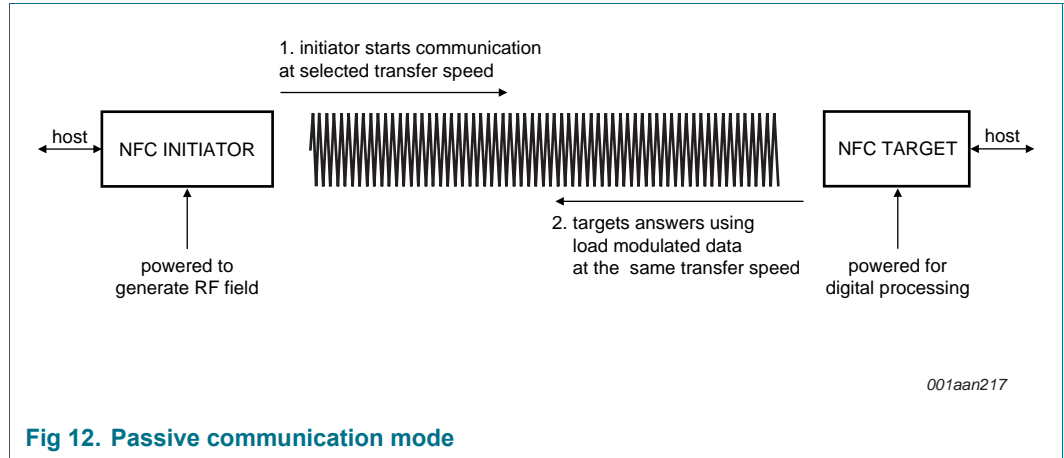 1. initiator starts communication
at selected transfer speed
host
NFC INITIATOR
NFC TARGET
host
2. targets answers using
load modulated data
at the same transfer speed
powered to
generate RF field
powered for
digital processing
001aan217
Fig 12. Passive communication mode